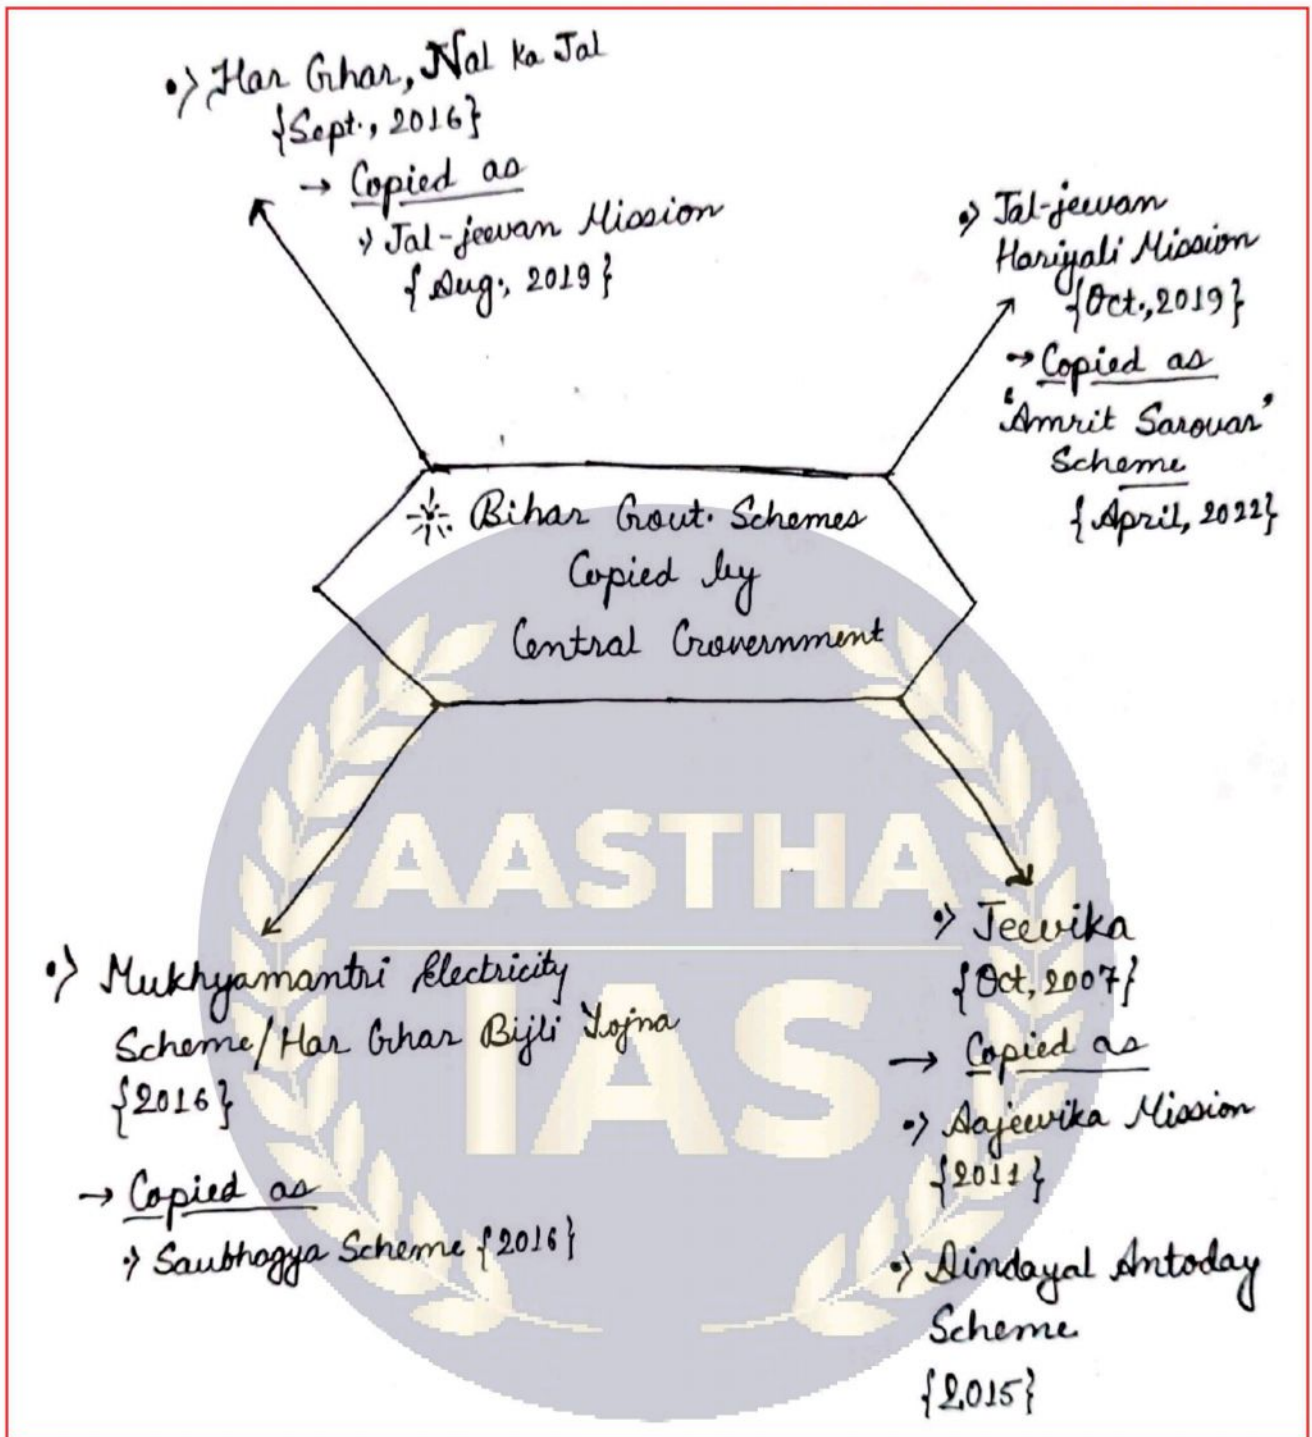 •> Har Ghar, Nal ka Jal
{Sept., 2016}
→ Copied as
•> Jal-jeevan Mission
{Aug., 2019}
•> Jal-jeevan
Hariyali Mission
{Oct., 2019}
→ Copied as
'Amrit Sarovar'
Scheme
{April, 2022}
Bihar Govt. Schemes
Copied by
Central Government
AASTHA
IAS
•> Mukhyamantri Electricity
Scheme/Har Ghar Bijli Yojna
{2016}
→ Copied as
•> Saubhagya Scheme {2016}
•> Jeevika
{Oct, 2007}
→ Copied as
•> Aajeevika Mission
{2011}
•> Dindayal Antoday
Scheme
{2015}